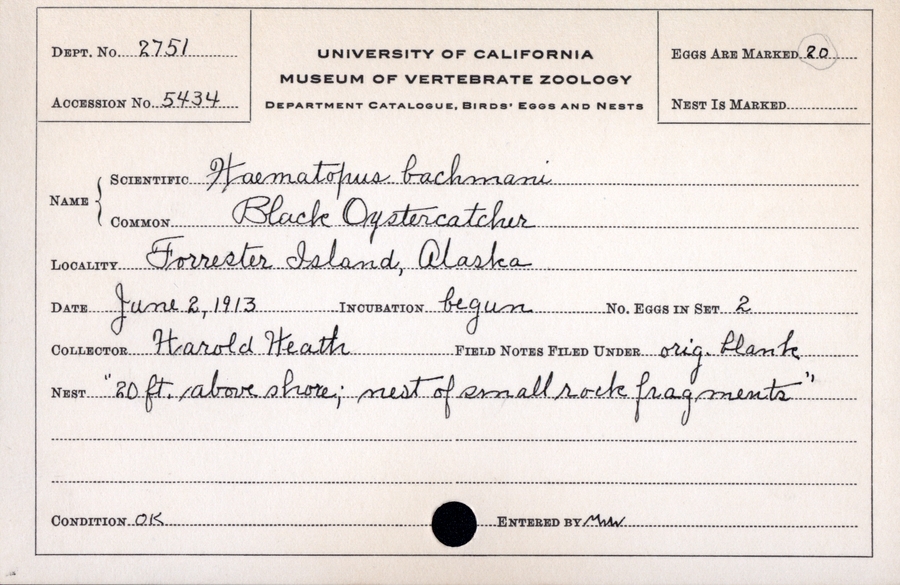 DEPT. No. 2751
ACCESSION No. 5434
UNIVERSITY OF CALIFORNIA
MUSEUM OF VERTEBRATE ZOOLOGY
DEPARTMENT CATALOGUE, BIRDS' EGGS AND NESTS
EGGS ARE MARKED 20
NEST IS MARKED
NAME { SCIENTIFIC Haematopus bachmani
COMMON Black Oystercatcher
LOCALITY Forrester Island, Alaska
DATE June 2, 1913 INCUBATION begun No. EGGS IN SET 2
COLLECTOR Harold Heath FIELD NOTES FILED UNDER orig. blank
NEST "20 ft. above shore; nest of small rock fragments"
CONDITION OK ENTERED BY